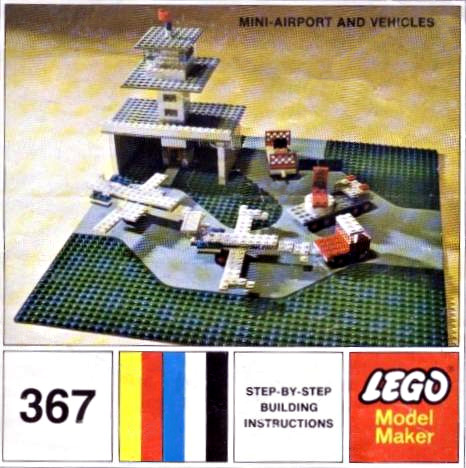 MINI-AIRPORT AND VEHICLES
367
STEP-BY-STEP
BUILDING
INSTRUCTIONS
LEGO
Model
Maker